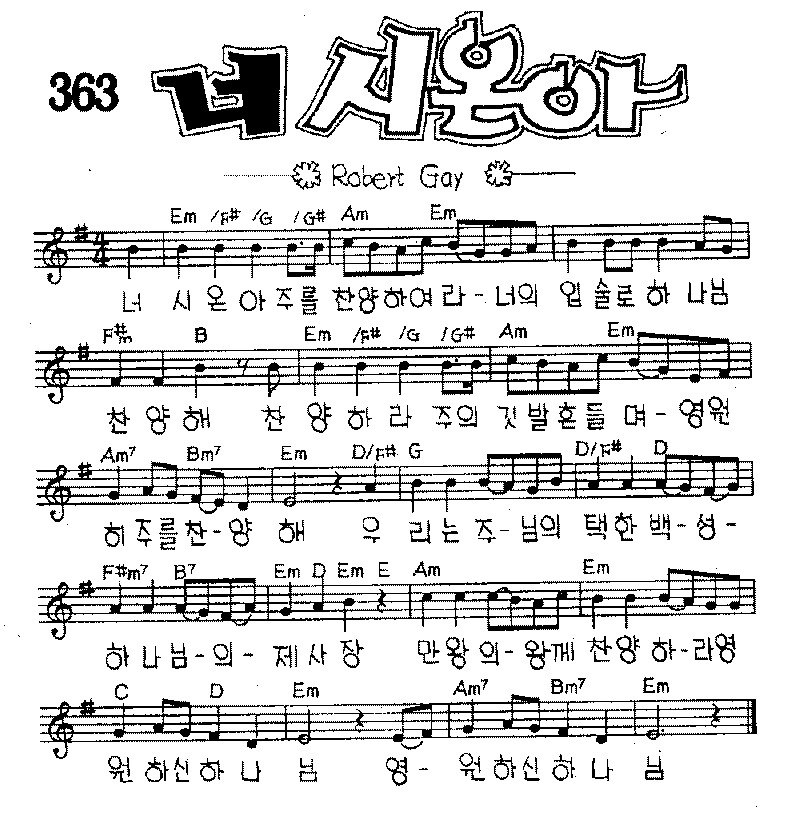 363 너 시온아
Robert Gay
Em /F# /G /G# Am Em
너 시 온 아 주를 찬양하여 라 - 너의 입 술로 하 나님
F#m B Em /F# /G /G# Am Em
찬 양 해 찬 양 하 라 주의 깃 발 흔들 며 - 영원
Am7 Bm7 Em D/F# G D/F# D
히 주를 찬 - 양 해 우 리 는 주 - 님의 택 한 백 - 성 -
F#m7 B7 Em D Em E Am Em
하 나 님 - 의 - 제 사 장 만 왕 의 - 왕께 찬 양 하 - 라영
C D Em Am7 Bm7 Em
원 하신 하 나 님 영 - 원 하신 하 나 님